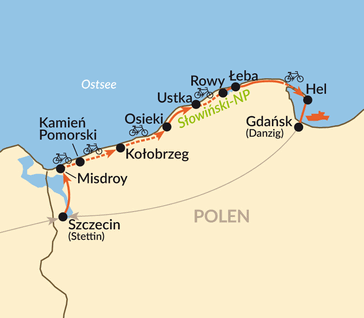 Ostsee
Łeba
Rowy
Hel
Ustka
Słowiński-NP
Osieki
Kamień
Pomorski
Gdańsk
(Danzig)
Kołobrzeg
Misdroy
Szczecin
(Stettin)
POLEN